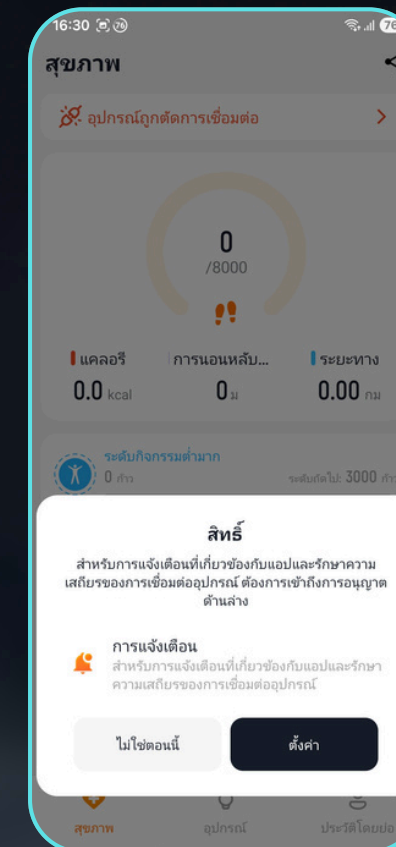 16:30
สุขภาพ
อุปกรณ์ถูกตัดการเชื่อมต่อ
0
/8000
แคลอรี
การนอนหลับ...
ระยะทาง
0.0 kcal
0 ม
0.00 กม
ระดับกิจกรรมต่ำมาก
0 ก้าว
ระดับถัดไป: 3000 ก้าว
สิทธิ์
สำหรับการแจ้งเตือนที่เกี่ยวข้องกับแอปและรักษาความ
เสถียรของการเชื่อมต่ออุปกรณ์ ต้องการเข้าถึงการอนุญาต
ด้านล่าง
การแจ้งเตือน
สำหรับการแจ้งเตือนที่เกี่ยวข้องกับแอปและรักษา
ความเสถียรของการเชื่อมต่ออุปกรณ์
ไม่ใช่ตอนนี้
ตั้งค่า
สุขภาพ
อุปกรณ์
ประวัติโดยย่อ